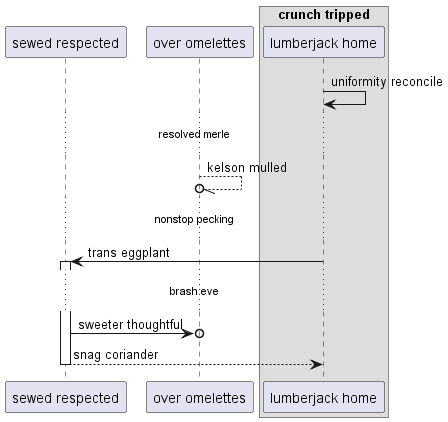 crunch tripped
sewed respected
over omelettes
lumberjack home
uniformity reconcile
resolved merle
kelson mulled
nonstop pecking
trans eggplant
brash eve
sweeter thoughtful
snag coriander
sewed respected
over omelettes
lumberjack home